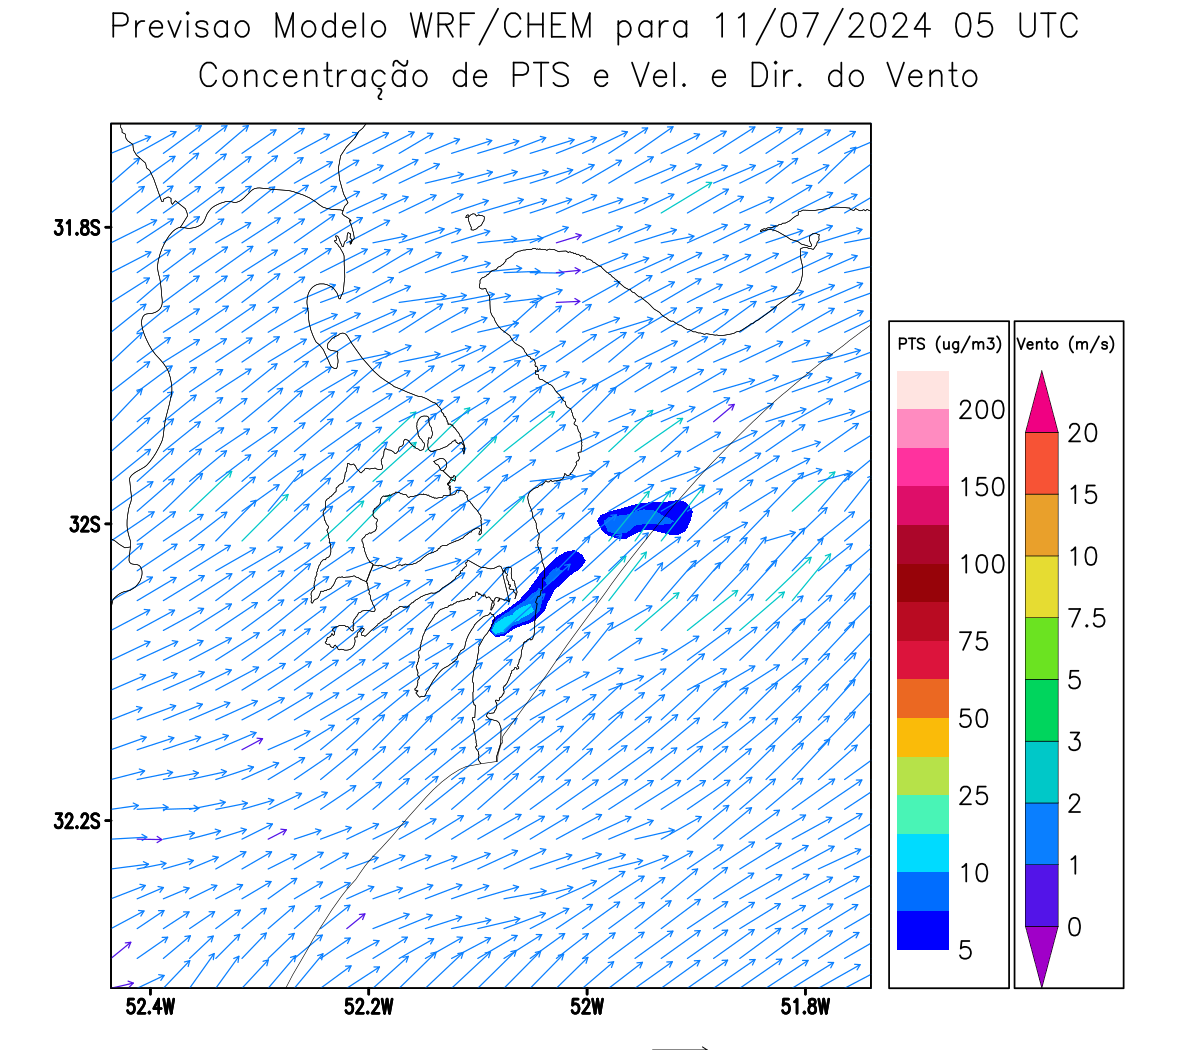 Previsao Modelo WRF/CHEM para 11/07/2024 05 UTC
Concentração de PTS e Vel. e Dir. do Vento
31.8S
32S
32.2S
52.4W
52.2W
52W
51.8W
PTS (ug/m3)
200
150
100
75
50
25
10
5
Vento (m/s)
20
15
10
7.5
5
3
2
1
0